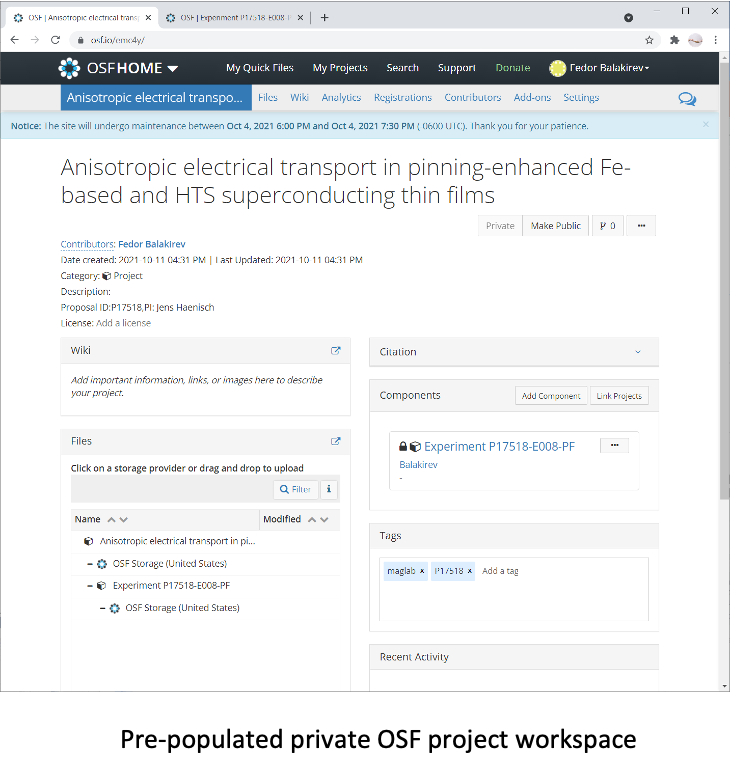 OSF | Anisotropic electrical trans
OSF | Experiment P17518-E008-P
osf.io/emc4y/
OSFHOME
My Quick Files
My Projects
Search
Support
Donate
Fedor Balakirev
Anisotropic electrical transpo...
Files
Wiki
Analytics
Registrations
Contributors
Add-ons
Settings
Notice: The site will undergo maintenance between Oct 4, 2021 6:00 PM and Oct 4, 2021 7:30 PM ( 0600 UTC). Thank you for your patience.
Anisotropic electrical transport in pinning-enhanced Fe-
based and HTS superconducting thin films
Private
Make Public
0
Contributors: Fedor Balakirev
Date created: 2021-10-11 04:31 PM | Last Updated: 2021-10-11 04:31 PM
Category: Project
Description:
Proposal ID:P17518,PI: Jens Haenisch
License: Add a license
Wiki
Add important information, links, or images here to describe
your project.
Files
Click on a storage provider or drag and drop to upload
Filter
i
Name
Modified
Anisotropic electrical transport in pi...
OSF Storage (United States)
Experiment P17518-E008-PF
OSF Storage (United States)
Citation
Components
Add Component
Link Projects
Experiment P17518-E008-PF
Balakirev
-
Tags
maglab x
P17518 x
Add a tag
Recent Activity
Pre-populated private OSF project workspace